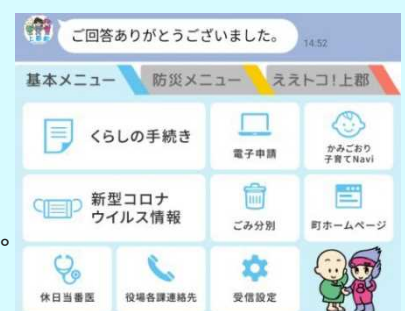 ご回答ありがとうございました。
14:52
基本メニュー
防災メニュー
ええトコ!上郡
くらしの手続き
電子申請
かみごおり
子育てNavi
新型コロナ
ウイルス情報
ごみ分別
町ホームページ
。
休日当番医
役場各課連絡先
受信設定